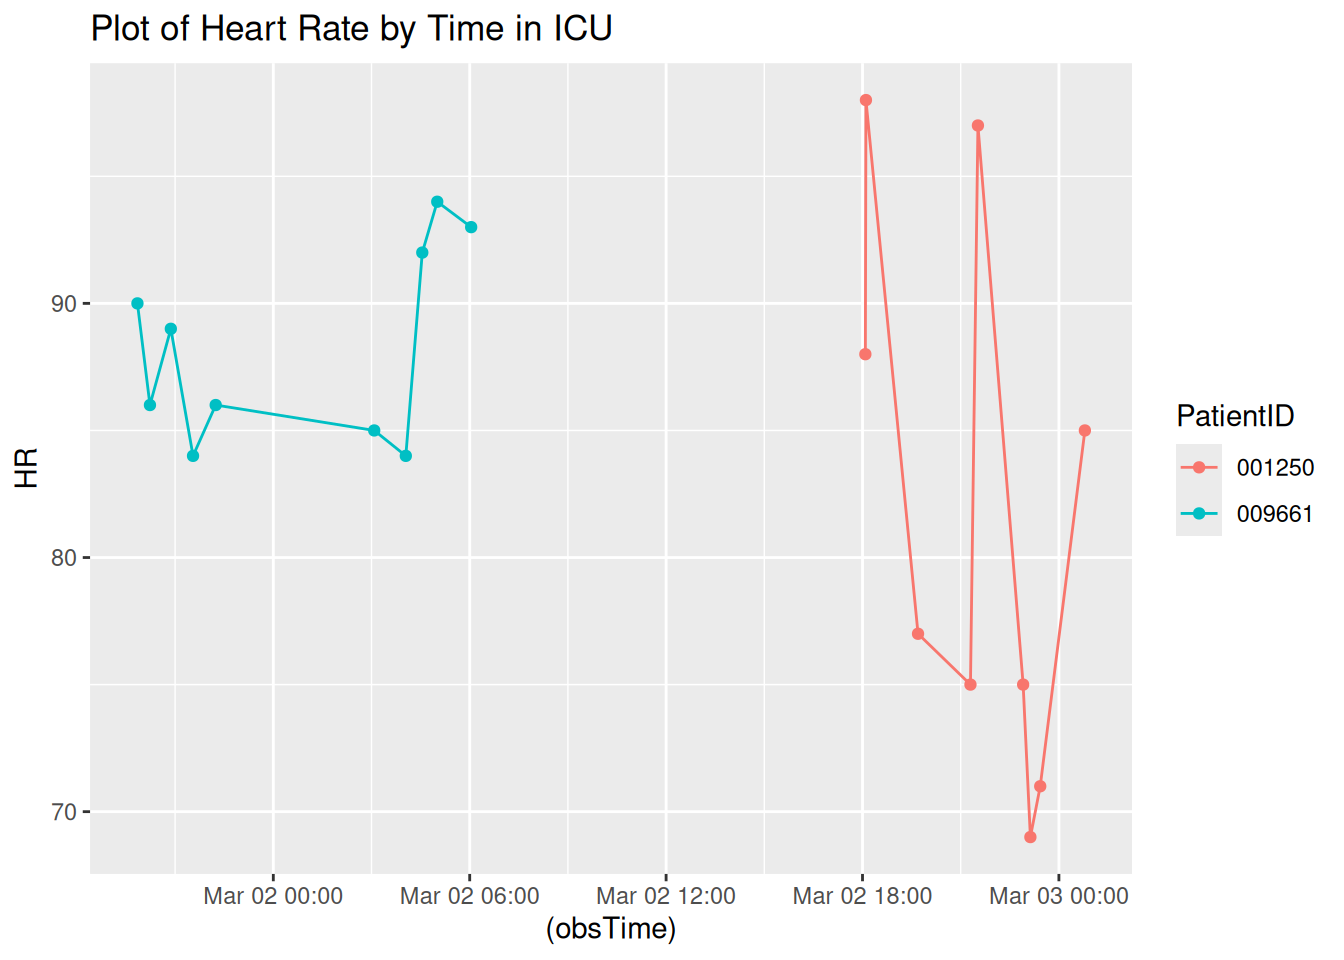 Plot of Heart Rate by Time in ICU
HR
90
80
70
Mar 02 00:00 Mar 02 06:00 Mar 02 12:00 Mar 02 18:00 Mar 03 00:00
(obsTime)
PatientID
001250
009661